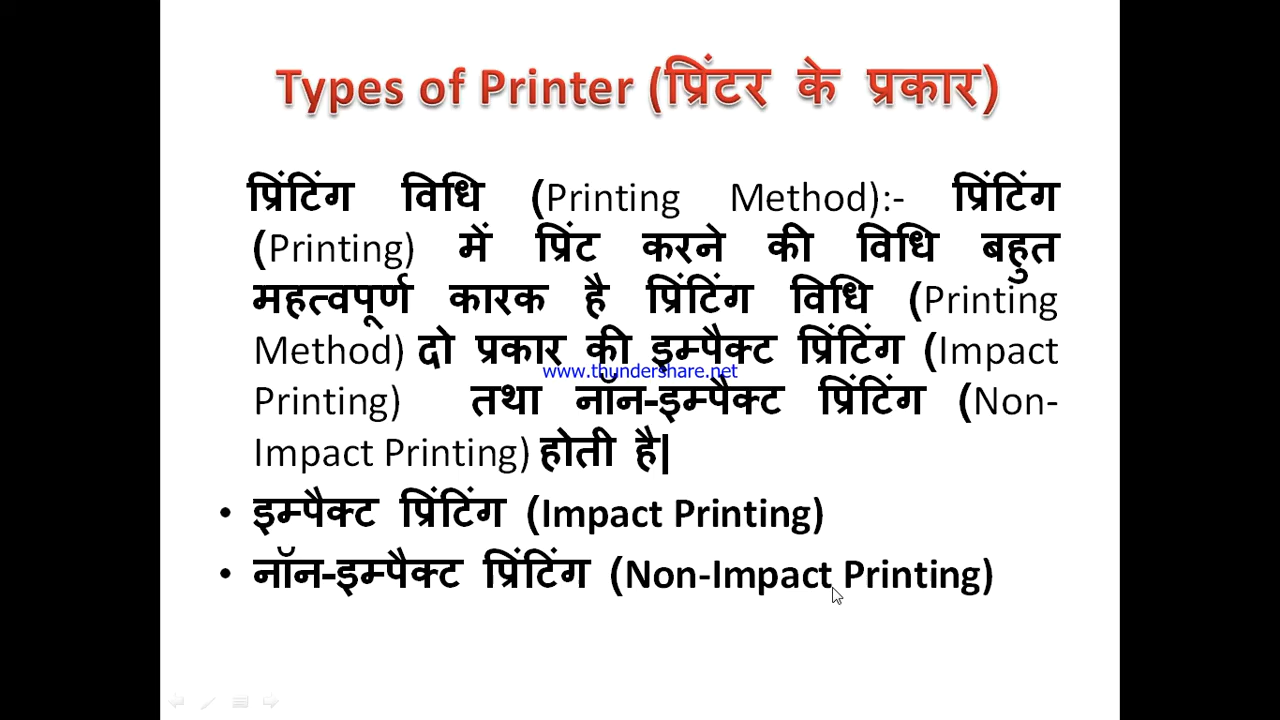 Types of Printer (प्रिंटर के प्रकार)
प्रिंटिंग विधि (Printing Method):- प्रिंटिंग
(Printing) में प्रिंट करने की विधि बहुत
महत्वपूर्ण कारक है प्रिंटिंग विधि (Printing
Method) दो प्रकार की इम्पैक्ट प्रिंटिंग (Impact
www.thundershare.net
Printing) तथा नॉन-इम्पैक्ट प्रिंटिंग (Non-
Impact Printing) होती है|
• इम्पैक्ट प्रिंटिंग (Impact Printing)
• नॉन-इम्पैक्ट प्रिंटिंग (Non-Impact Printing)